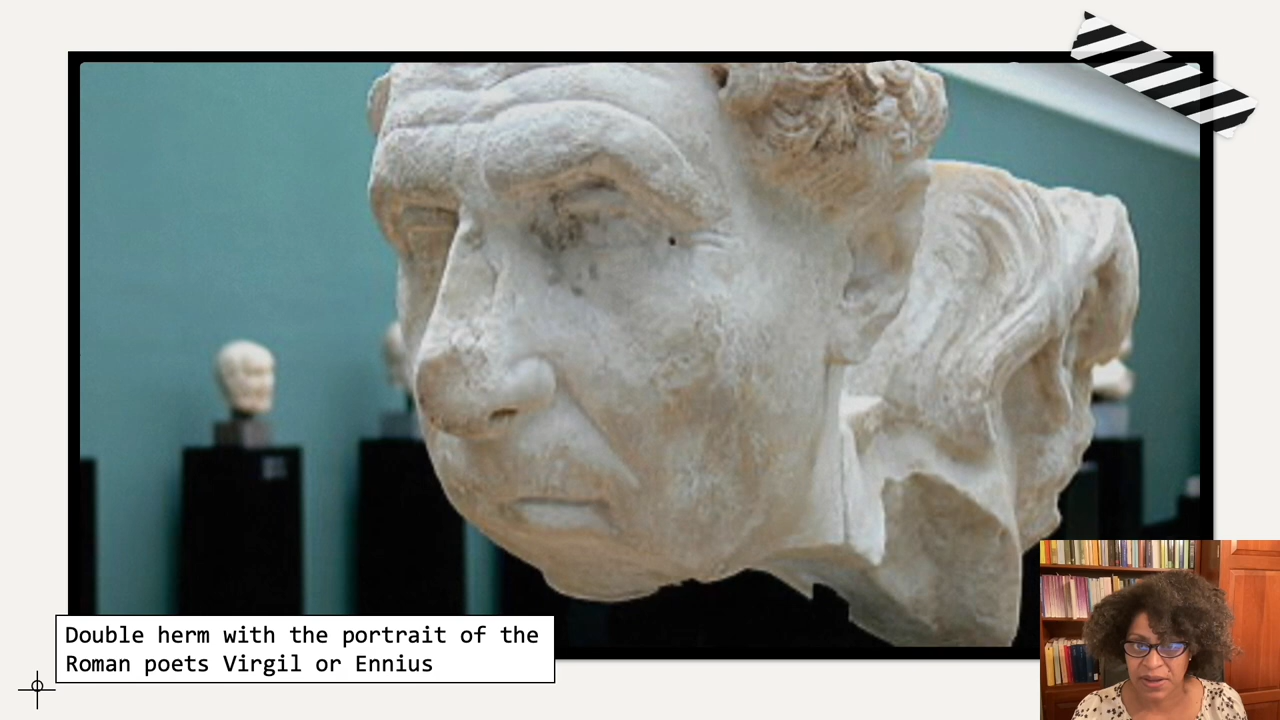 Double herm with the portrait of the
Roman poets Virgil or Ennius